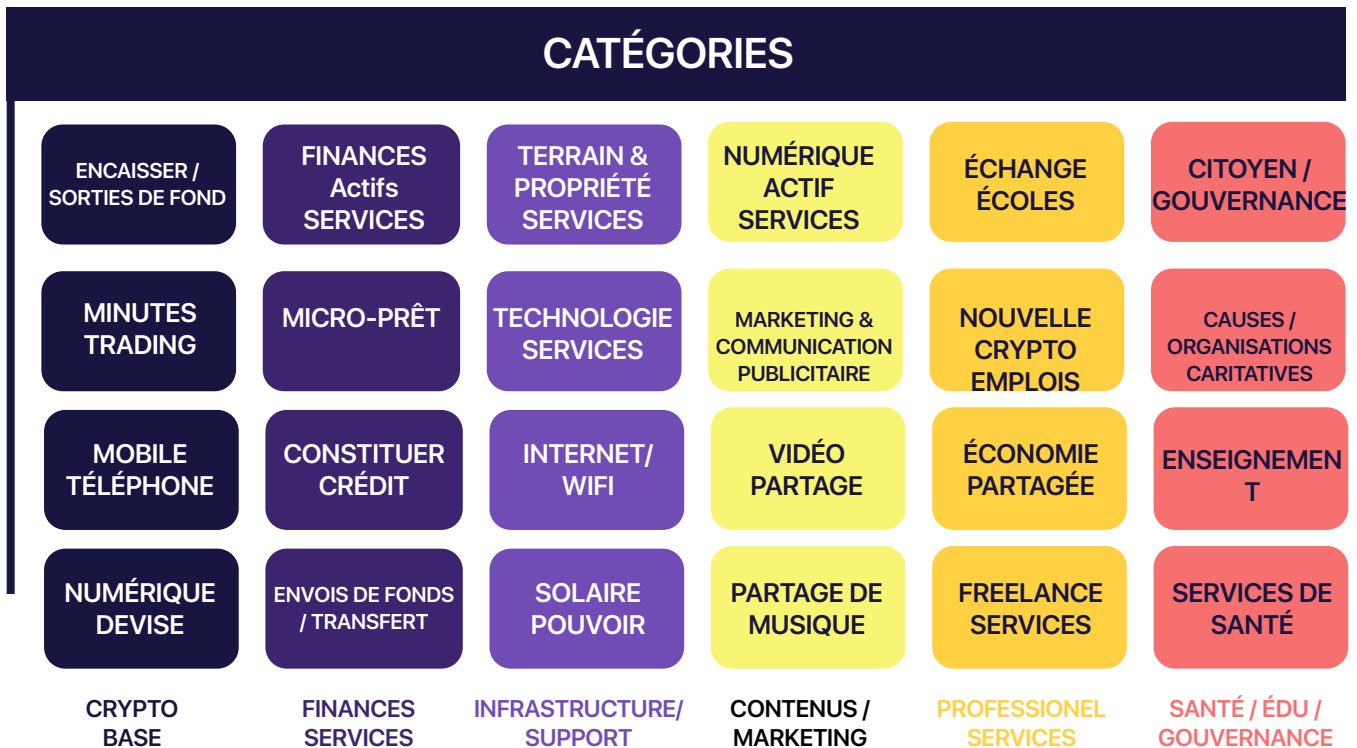 CATÉGORIES
ENCAISSER /
SORTIES DE FOND
FINANCES
Actifs
SERVICES
TERRAIN &
PROPRIÉTÉ
SERVICES
NUMÉRIQUE
ACTIF
SERVICES
ÉCHANGE
ÉCOLES
CITOYEN /
GOUVERNANCE
MINUTES
TRADING
MICRO-PRÊT
TECHNOLOGIE
SERVICES
MARKETING &
COMMUNICATION
PUBLICITAIRE
NOUVELLE
CRYPTO
EMPLOIS
CAUSES /
ORGANISATIONS
CARITATIVES
MOBILE
TÉLÉPHONE
CONSTITUER
CRÉDIT
INTERNET/
WIFI
VIDÉO
PARTAGE
ÉCONOMIE
PARTAGÉE
ENSEIGNEMEN
T
NUMÉRIQUE
DEVISE
ENVOIS DE FONDS
/ TRANSFERT
SOLAIRE
POUVOIR
PARTAGE DE
MUSIQUE
FREELANCE
SERVICES
SERVICES DE
SANTÉ
CRYPTO
BASE
FINANCES
SERVICES
INFRASTRUCTURE/
SUPPORT
CONTENUS /
MARKETING
PROFESSIONEL
SERVICES
SANTÉ / ÉDU /
GOUVERNANCE